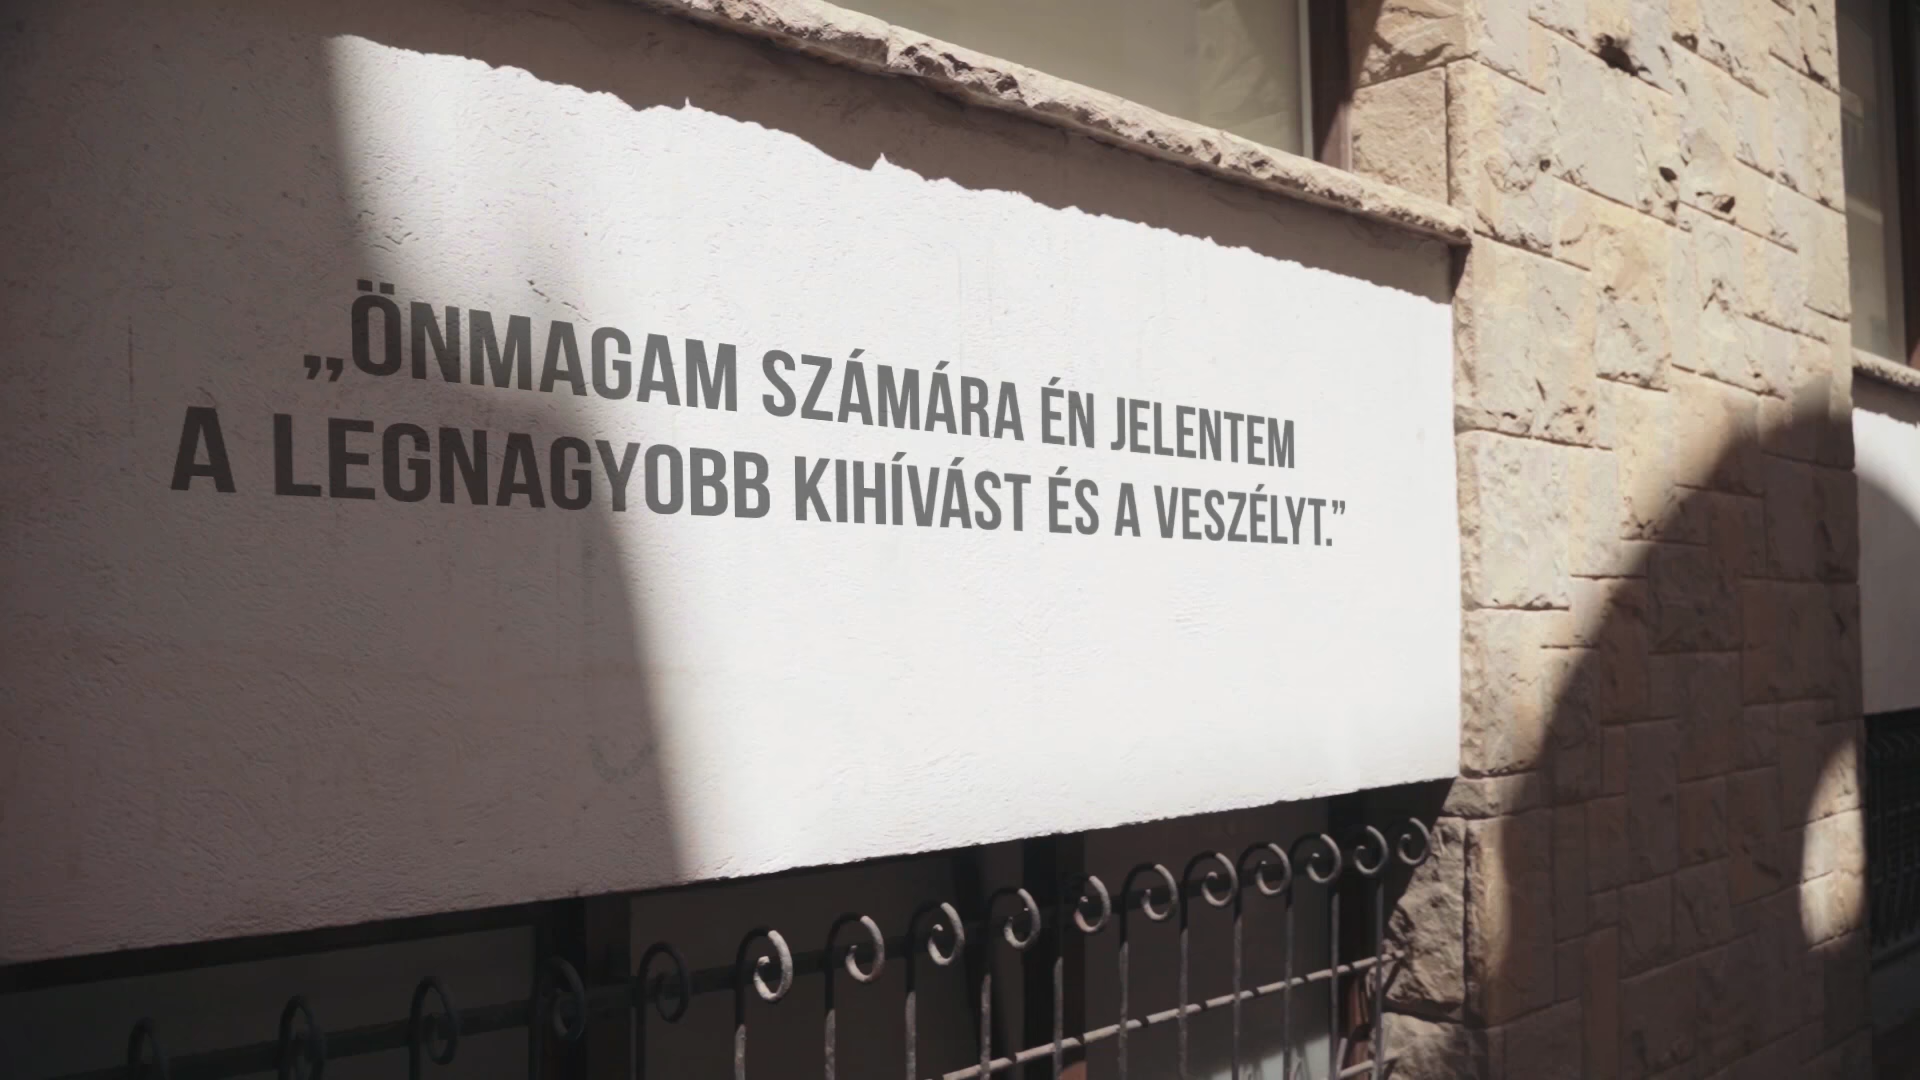 „ÖNMAGAM SZÁMÁRA ÉN JELENTEM
A LEGNAGYOBB KIHÍVÁST ÉS A VESZÉLYT.”